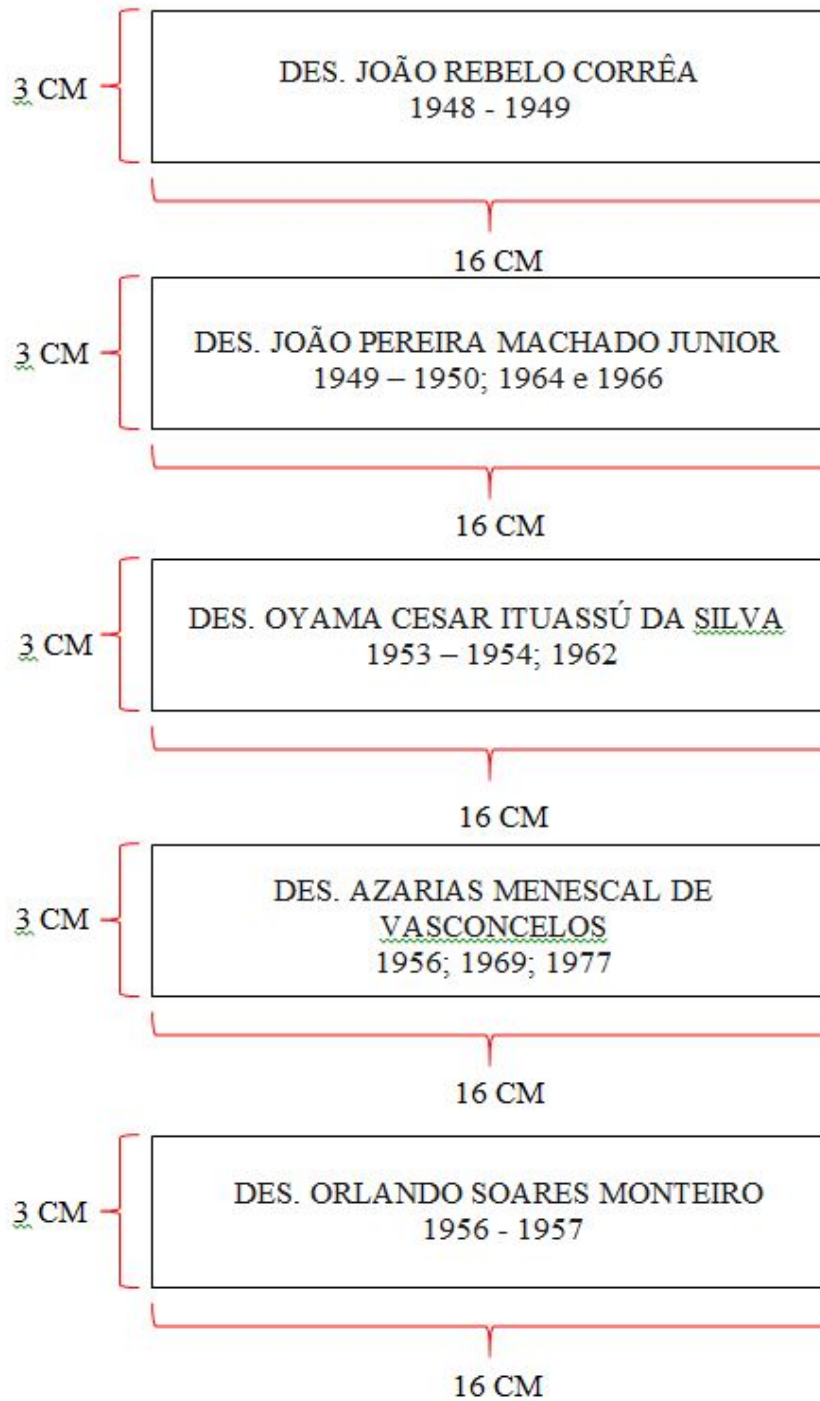 3 CM
DES. JOÃO REBELO CORRÊA
1948 - 1949
16 CM
3 CM
DES. JOÃO PEREIRA MACHADO JUNIOR
1949 – 1950; 1964 e 1966
16 CM
3 CM
DES. OYAMA CESAR ITUASSÚ DA SILVA
1953 – 1954; 1962
16 CM
3 CM
DES. AZARIAS MENESCAL DE
VASCONCELOS
1956; 1969; 1977
16 CM
3 CM
DES. ORLANDO SOARES MONTEIRO
1956 - 1957
16 CM